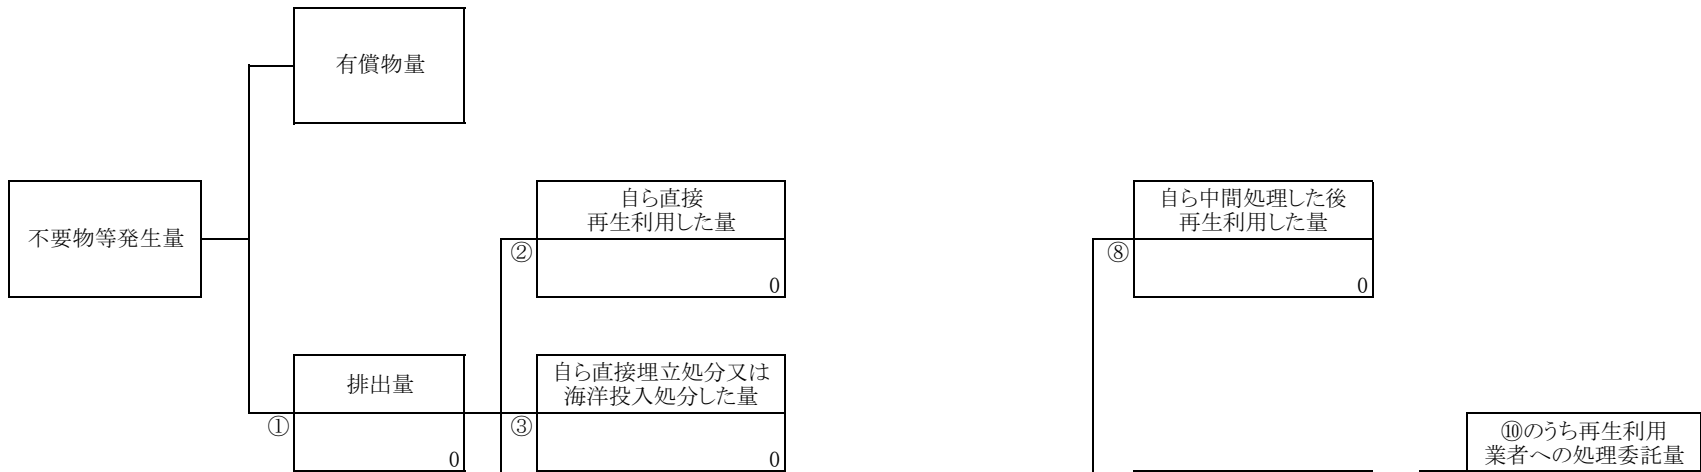 有償物量
不要物等発生量
自ら直接
再生利用した量
②
0
自ら中間処理した後
再生利用した量
⑧
0
排出量
①
0
自ら直接埋立処分又は
海洋投入処分した量
③
0
⑩のうち再生利用
業者への処理委託量